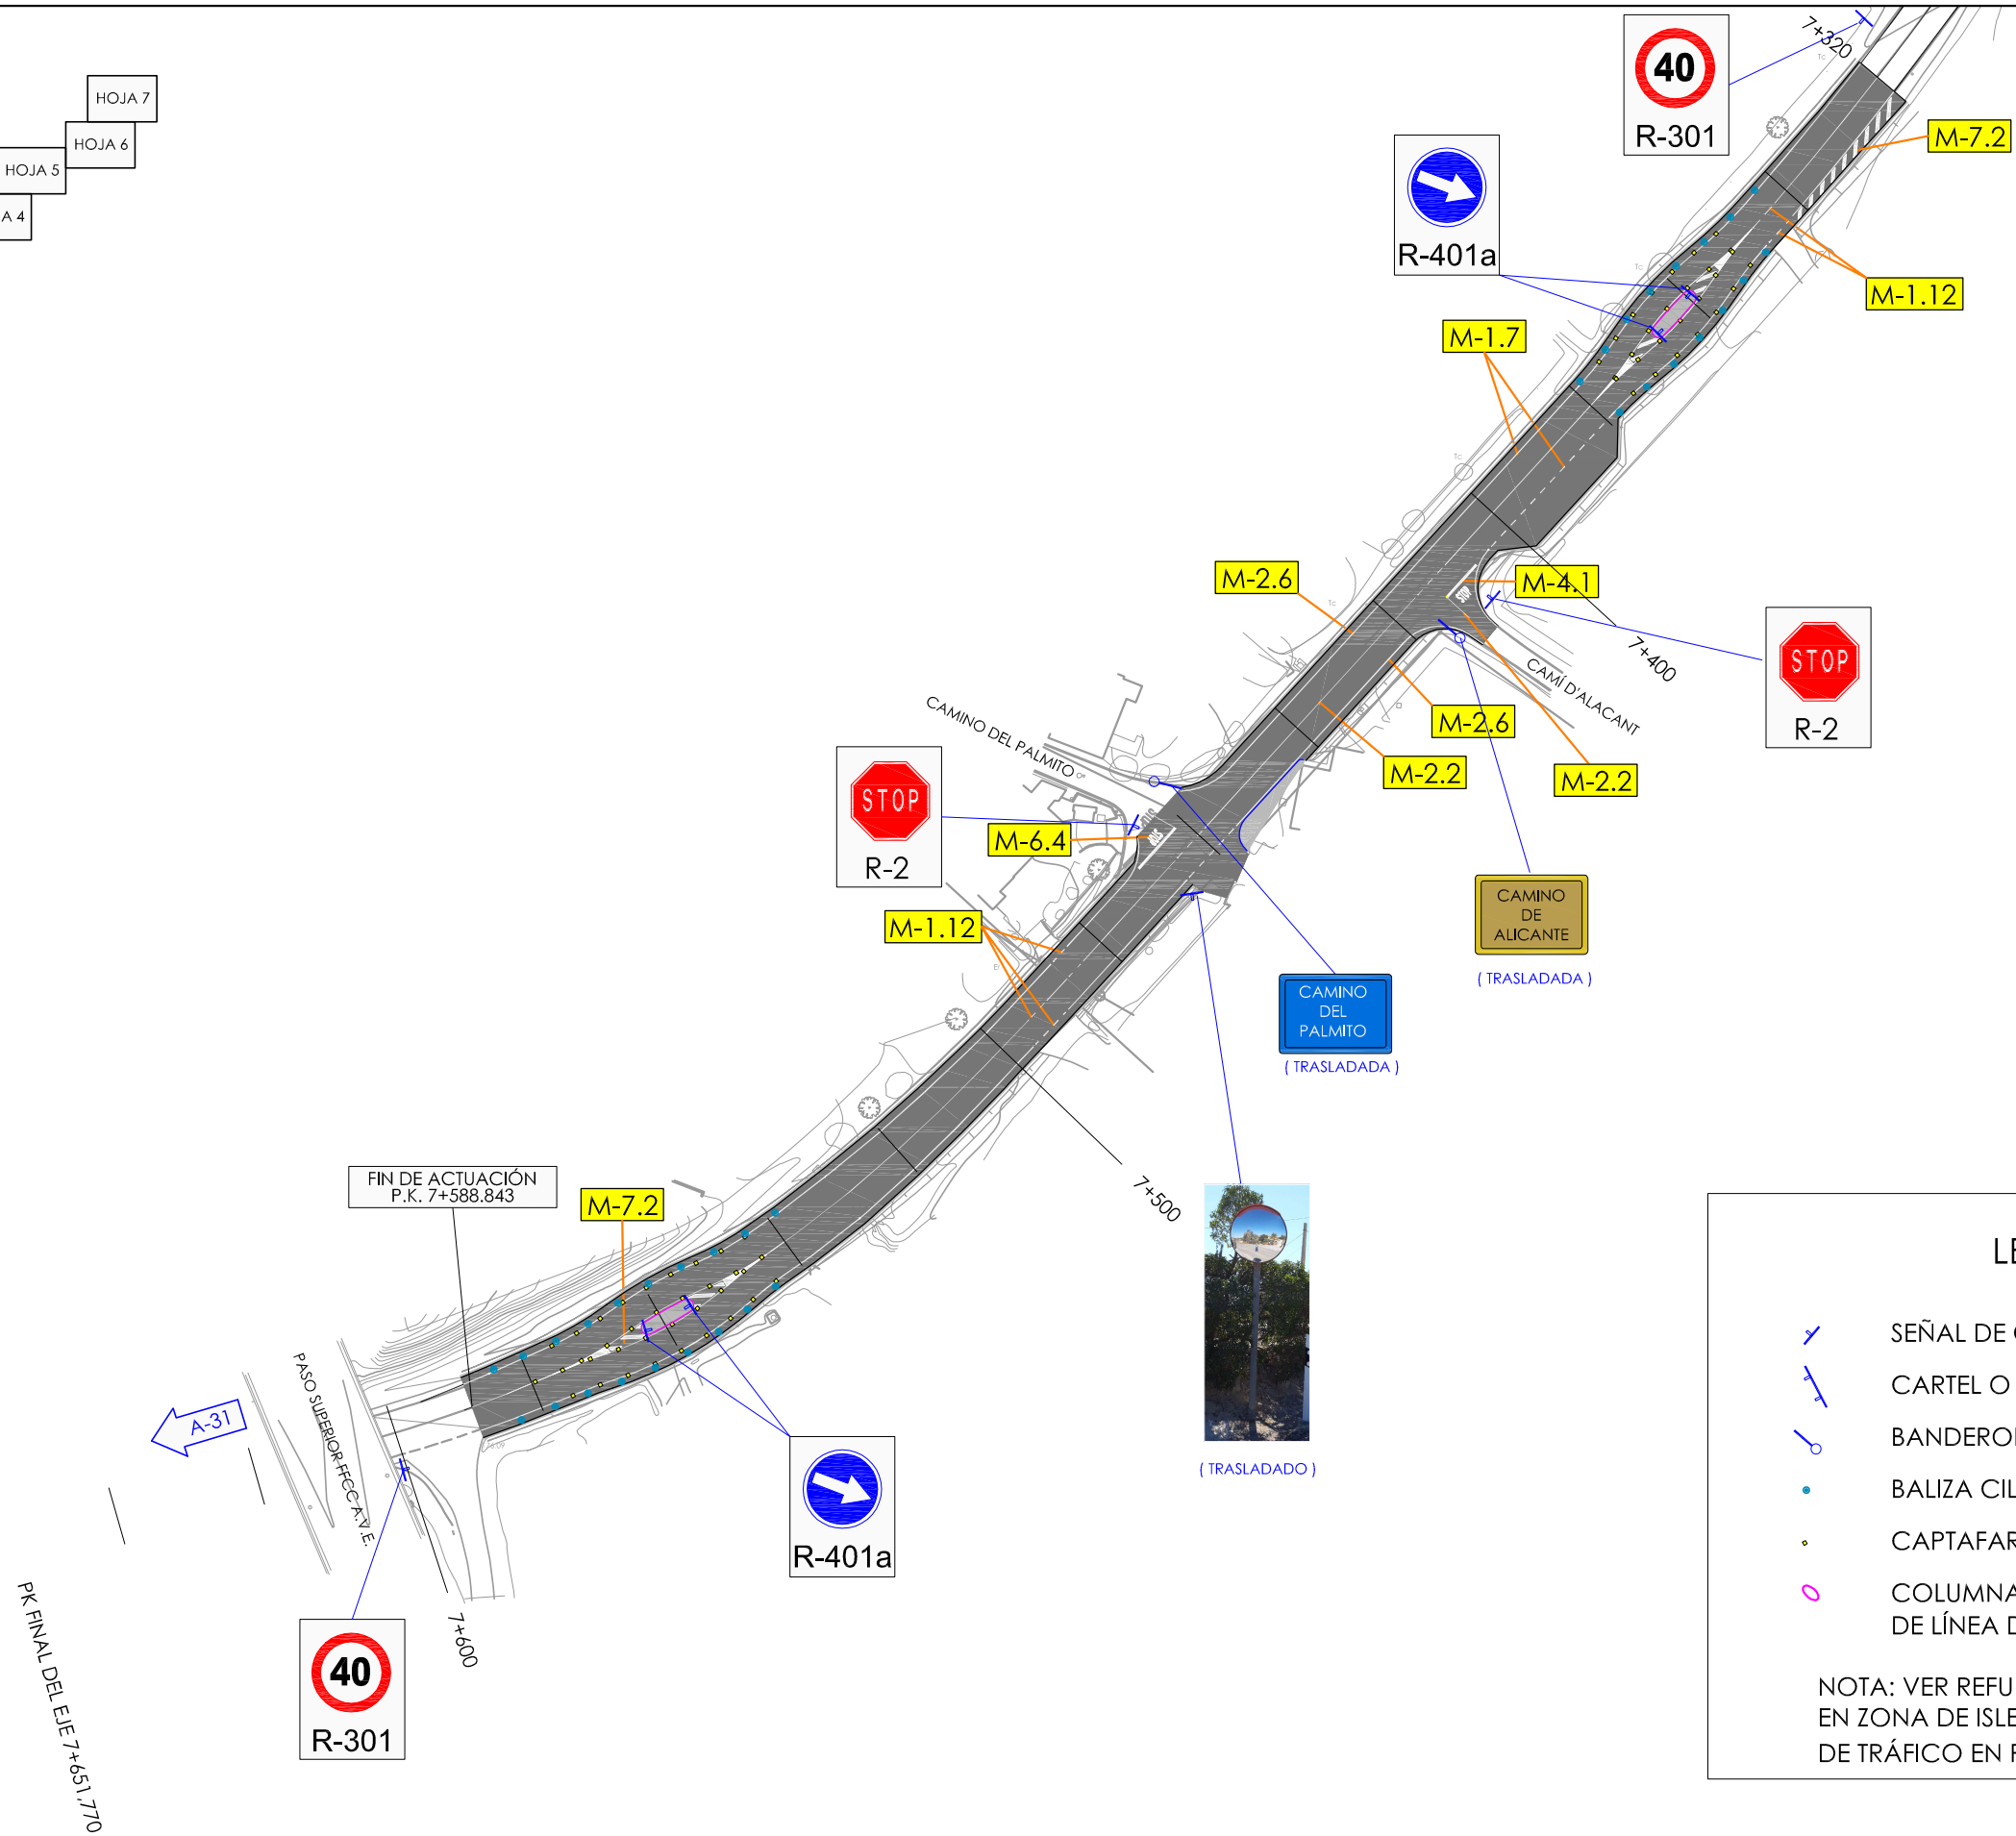 HOJA 7
HOJA 6
HOJA 5
A 4
40
R-301
7+320
M-7.2
R-401a
M-1.12
M-1.7
M-2.6
M-4.1
STOP
STOP
R-2
7+400
CAMÍ D'ALACANT
M-2.6
M-2.2
M-2.2
CAMINO DEL PALMITO
STOP
R-2
M-6.4
BUS
M-1.12
CAMINO
DE
ALICANTE
( TRASLADADA )
CAMINO
DEL
PALMITO
( TRASLADADA )
7+500
FIN DE ACTUACIÓN
P.K. 7+588.843
M-7.2
( TRASLADADO )
A-31
PASO SUPERIOR FFCC A.V.E.
R-401a
40
R-301
7+600
PK FINAL DEL EJE 7+651,770
LE
SEÑAL DE
CARTEL O
BANDERO
BALIZA CIL
CAPTAFAR
COLUMNA
DE LÍNEA D
NOTA: VER REFU
EN ZONA DE ISLE
DE TRÁFICO EN